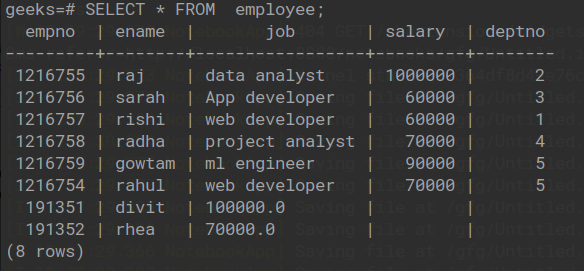 geeks=# SELECT * FROM  employee;
  empno  | ename  |       job       | salary  | deptno
---------+--------+-----------------+---------+--------
 1216755 | raj    | data analyst    | 1000000 |      2
 1216756 | sarah  | App developer   |   60000 |      3
 1216757 | rishi  | web developer   |   60000 |      1
 1216758 | radha  | project analyst |   70000 |      4
 1216759 | gowtam | ml engineer     |   90000 |      5
 1216754 | rahul  | web developer   |   70000 |      5
  191351 | divit  | 100000.0        |         |
  191352 | rhea   | 70000.0         |         |
(8 rows)